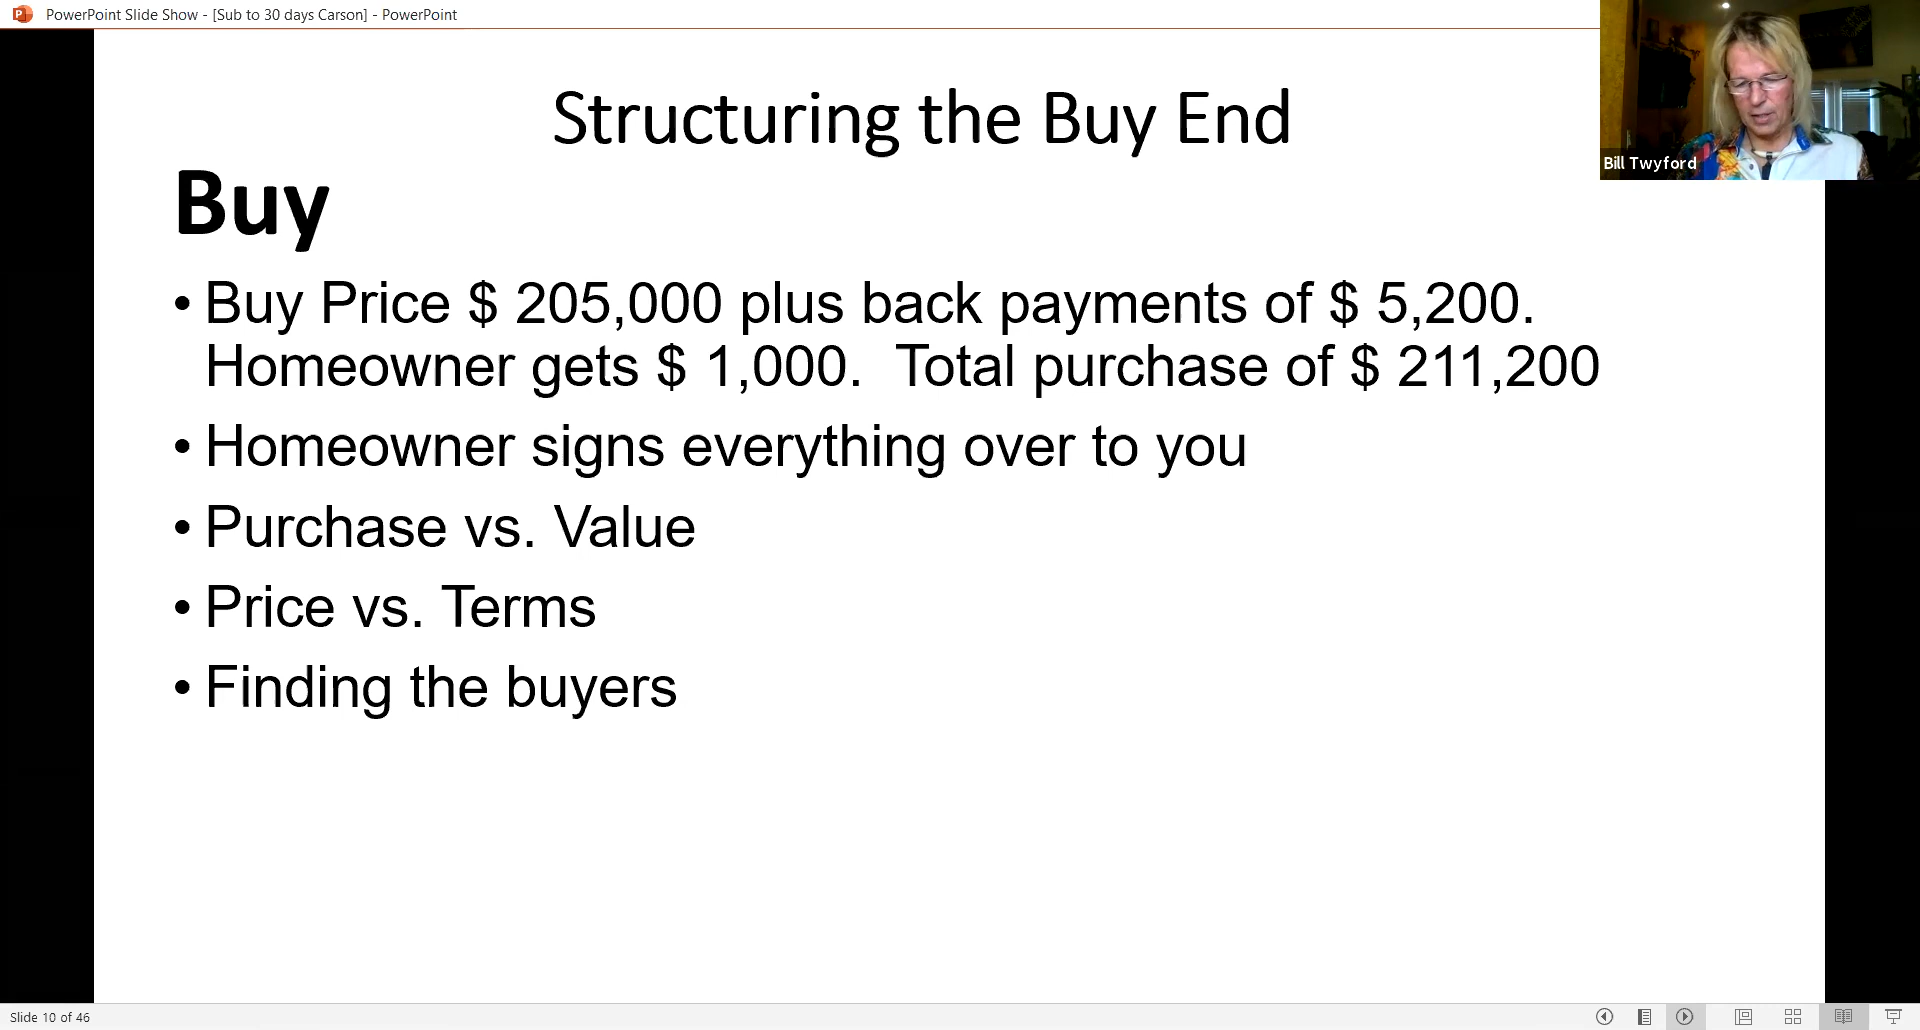 PowerPoint Slide Show - [Sub to 30 days Carson] - PowerPoint
Structuring the Buy End
Bill Twyford
Buy
• Buy Price $ 205,000 plus back payments of $ 5,200.
Homeowner gets $ 1,000.  Total purchase of $ 211,200
• Homeowner signs everything over to you
• Purchase vs. Value
• Price vs. Terms
• Finding the buyers
Slide 10 of 46